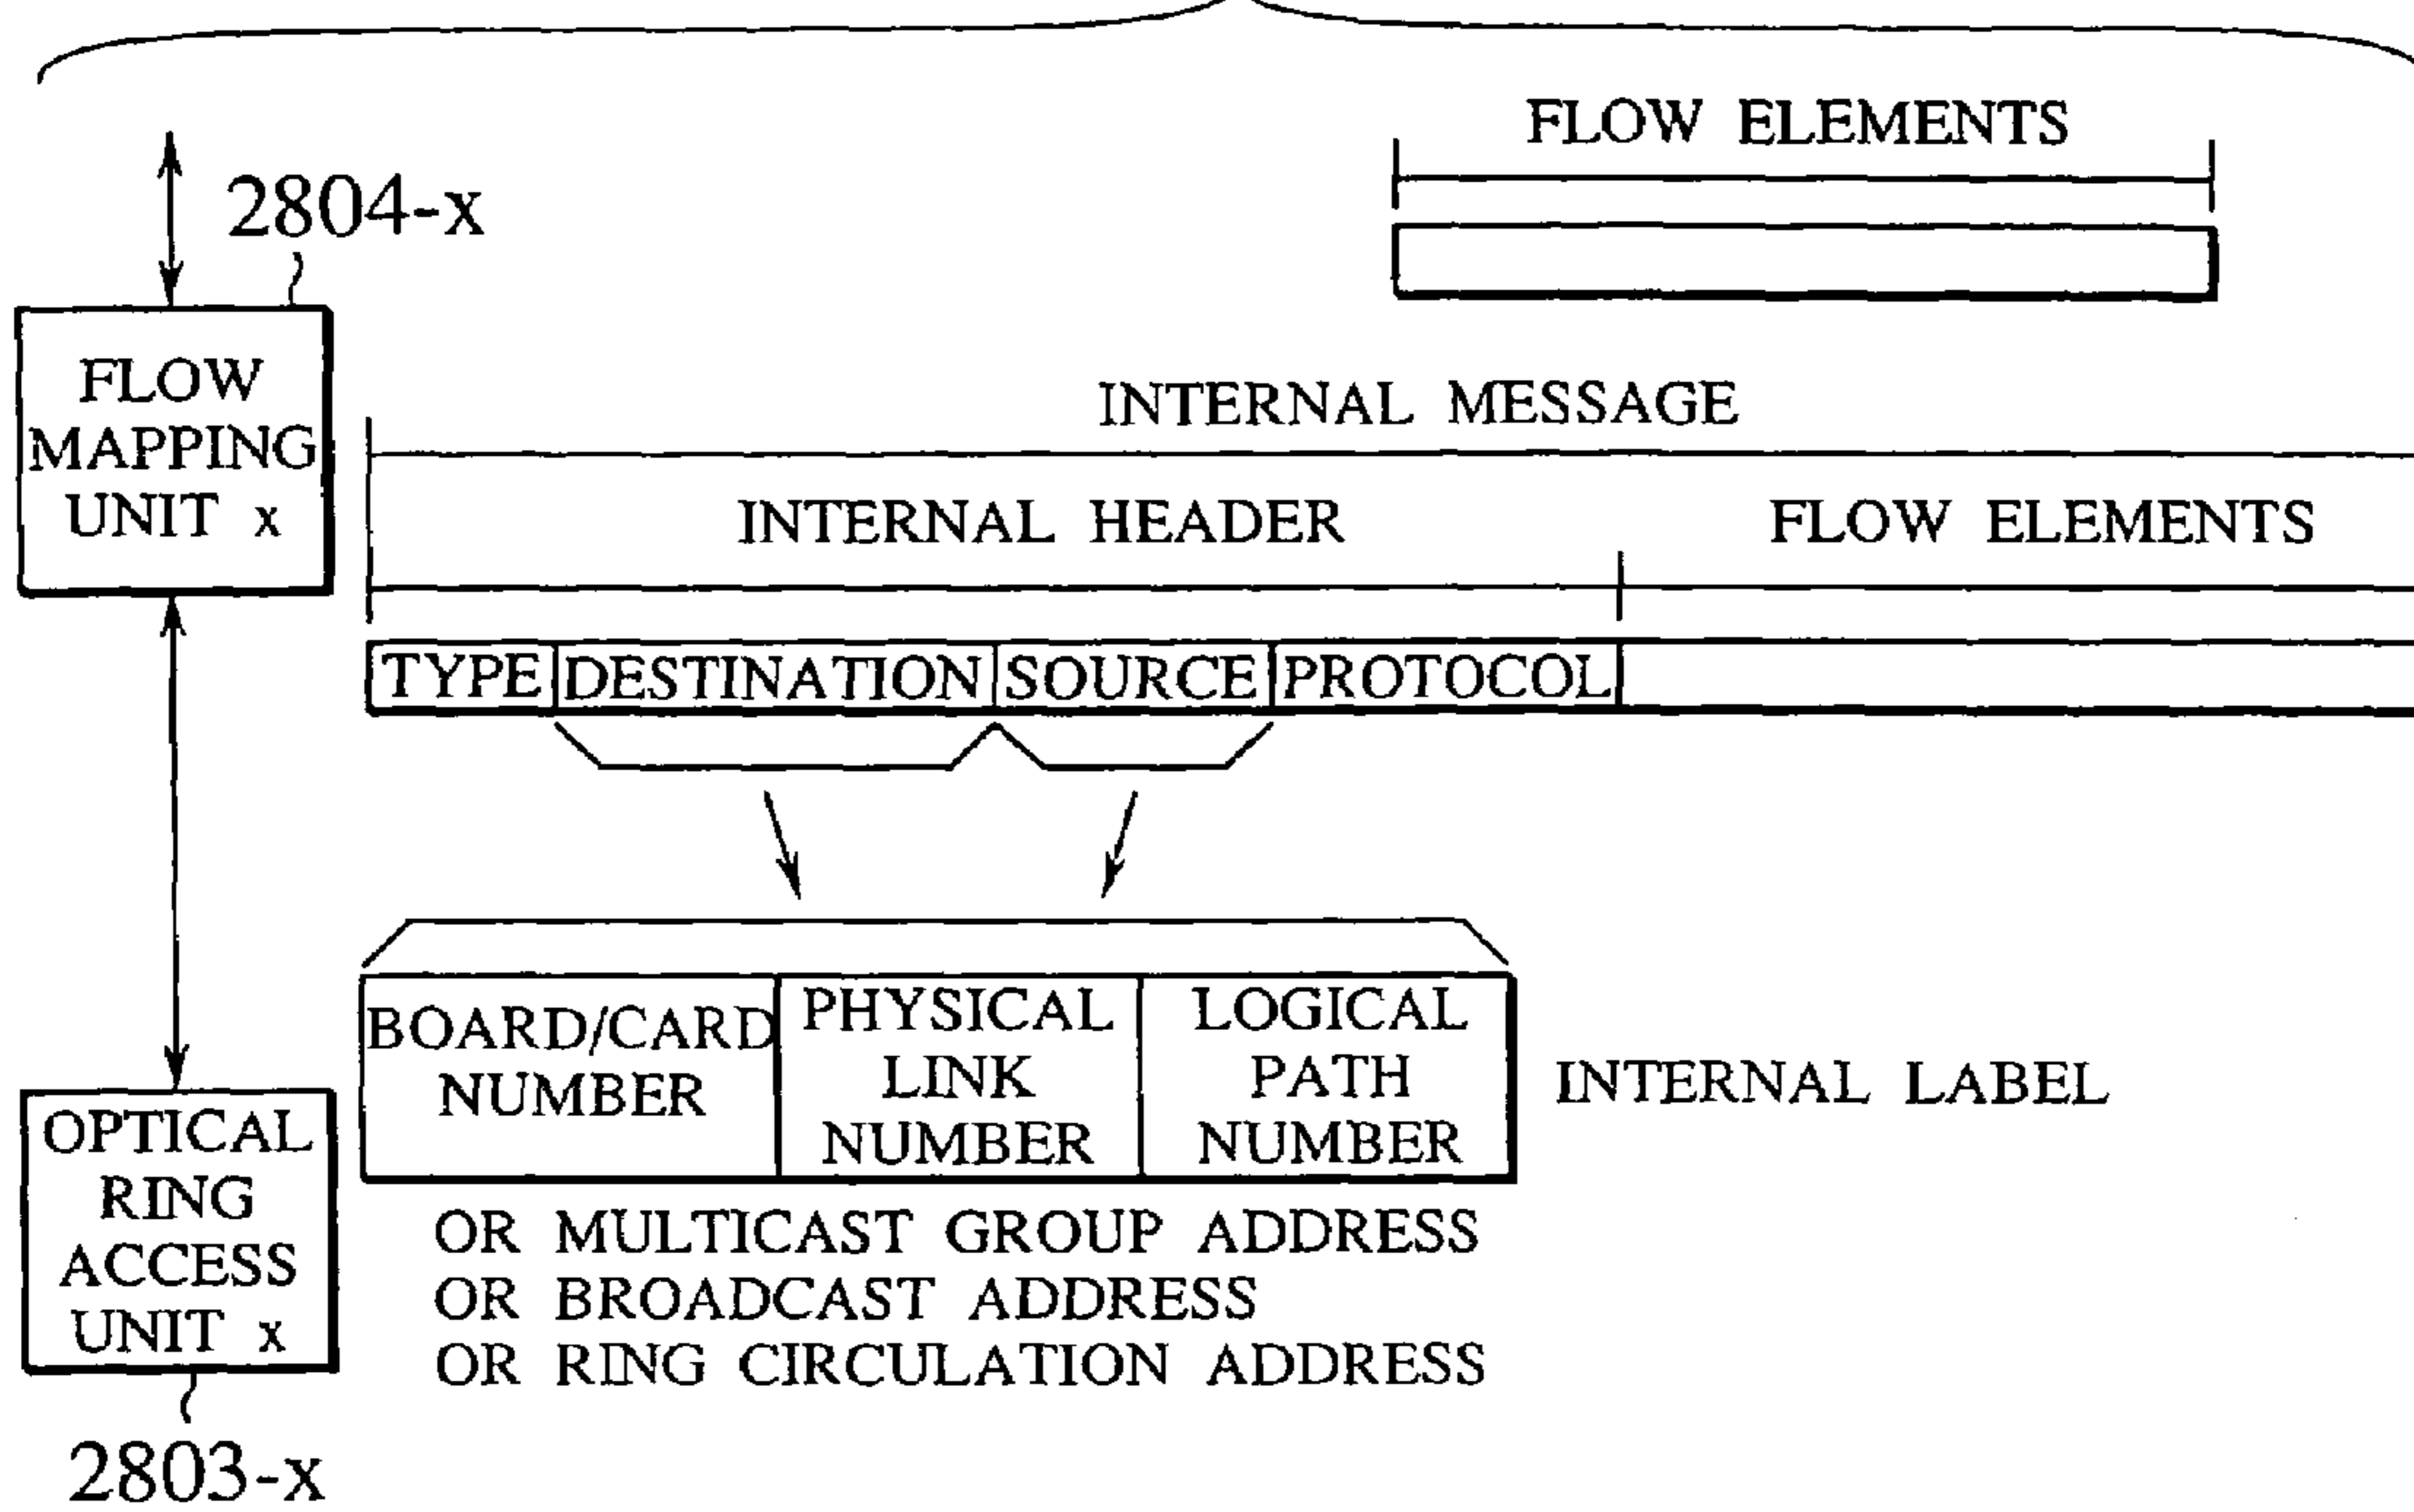 FLOW ELEMENTS
2804-x
FLOW
MAPPING
UNIT x
INTERNAL MESSAGE
INTERNAL HEADER FLOW ELEMENTS
TYPE DESTINATION SOURCE PROTOCOL
BOARD/CARD
NUMBER
PHYSICAL
LINK
NUMBER
LOGICAL
PATH
NUMBER
INTERNAL LABEL
OPTICAL
RING
ACCESS
UNIT x
OR MULTICAST GROUP ADDRESS
OR BROADCAST ADDRESS
OR RING CIRCULATION ADDRESS
2803-x